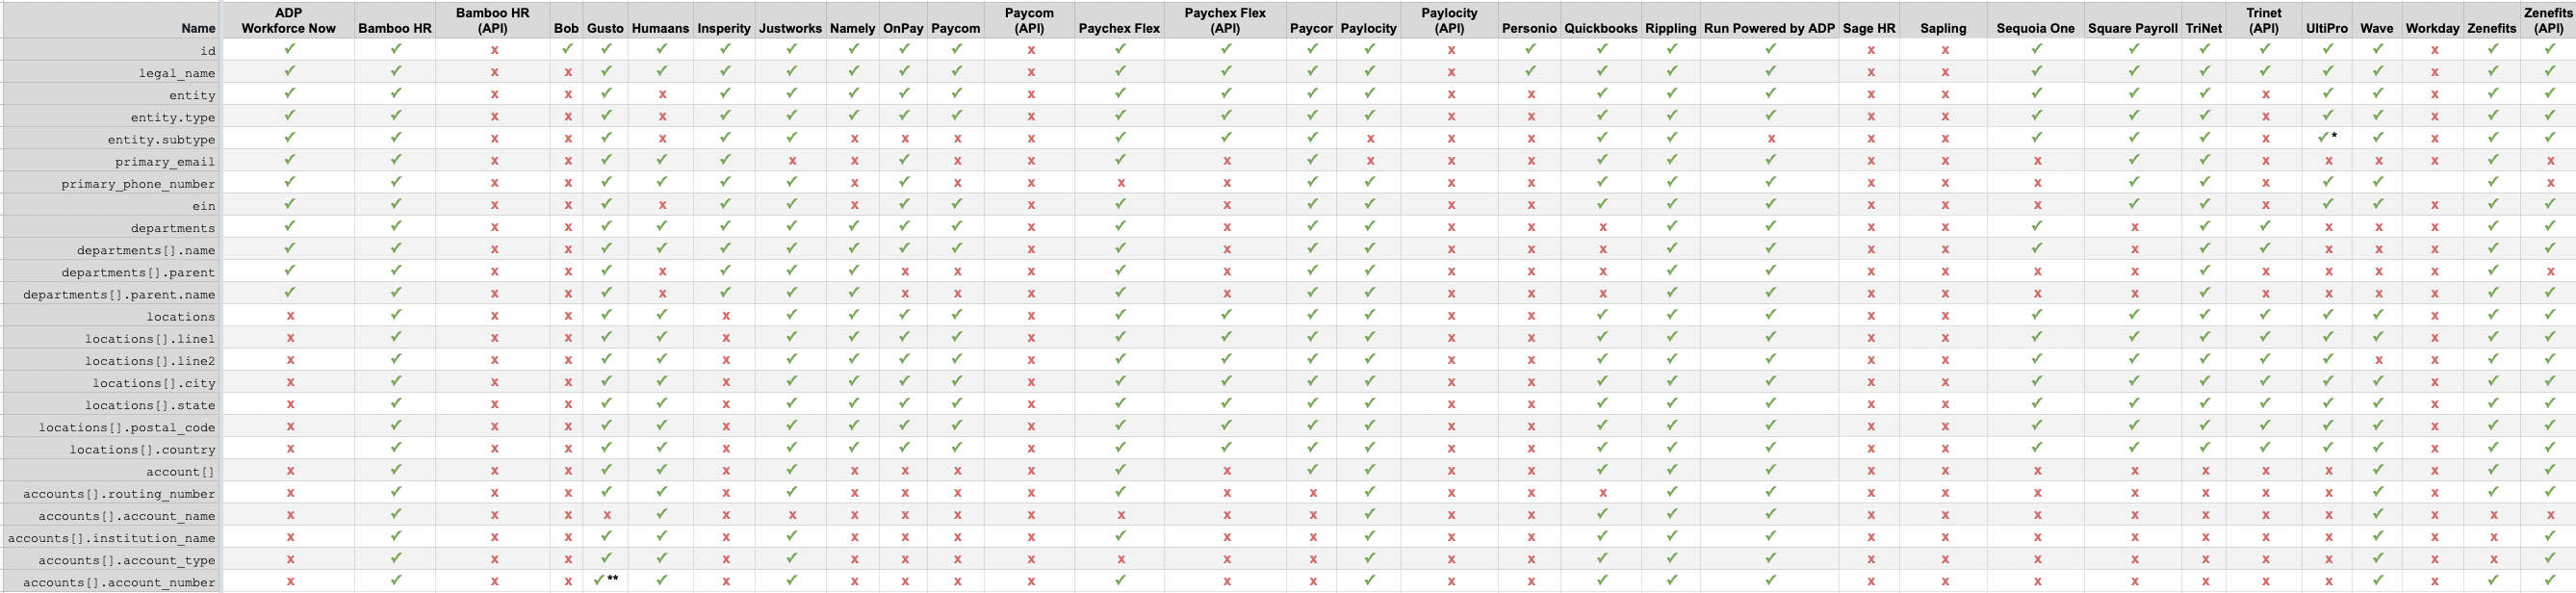 Name ADP Workforce Now Bamboo HR Bamboo HR (API) Bob Gusto Humaans Insperity Justworks Namely OnPay Paycom Paycom (API) Paychex Flex Paychex Flex (API) Paycor Paylocity Paylocity (API) Personio Quickbooks Rippling Run Powered by ADP Sage HR Sapling Sequoia One Square Payroll TriNet Trinet (API) UltiPro Wave Workday Zenefits Zenefits (API)
id ✓ ✓ x ✓ ✓ ✓ ✓ ✓ ✓ ✓ ✓ x ✓ ✓ ✓ ✓ x ✓ ✓ ✓ ✓ x x ✓ ✓ ✓ ✓ ✓ ✓ x ✓ ✓
legal_name ✓ ✓ x x ✓ ✓ ✓ ✓ ✓ ✓ ✓ x ✓ ✓ ✓ ✓ x ✓ ✓ ✓ ✓ x x ✓ ✓ ✓ ✓ ✓ ✓ x ✓ ✓
entity ✓ ✓ x x ✓ x ✓ ✓ ✓ ✓ ✓ x ✓ ✓ ✓ ✓ x x ✓ ✓ ✓ x x ✓ ✓ ✓ x ✓ ✓ x ✓ ✓
entity.type ✓ ✓ x x ✓ x ✓ ✓ ✓ ✓ ✓ x ✓ ✓ ✓ ✓ x x ✓ ✓ ✓ x x ✓ ✓ ✓ x ✓ ✓ x ✓ ✓
entity.subtype ✓ ✓ x x ✓ x ✓ ✓ x x x x ✓ ✓ ✓ x x x ✓ ✓ x x x ✓ ✓ ✓ x ✓* ✓ x ✓ ✓
primary_email ✓ ✓ x x ✓ ✓ ✓ x x ✓ x x ✓ x ✓ x x x ✓ ✓ ✓ x x x ✓ ✓ x x x x ✓ x
primary_phone_number ✓ ✓ x x ✓ ✓ ✓ ✓ x ✓ x x x x ✓ ✓ x x ✓ ✓ ✓ x x x ✓ ✓ x ✓ ✓ ✓ x
ein ✓ ✓ x x ✓ x ✓ ✓ x ✓ ✓ x ✓ x ✓ ✓ x x ✓ ✓ ✓ x x x ✓ ✓ x ✓ ✓ x ✓ ✓
departments ✓ ✓ x x ✓ ✓ ✓ ✓ ✓ ✓ ✓ x ✓ x ✓ ✓ x x x ✓ ✓ x x ✓ x ✓ ✓ x x x ✓ ✓
departments[].name ✓ ✓ x x ✓ ✓ ✓ ✓ ✓ ✓ ✓ x ✓ x ✓ ✓ x x x ✓ ✓ x x ✓ x ✓ ✓ x x x ✓ ✓
departments[].parent ✓ ✓ x x ✓ x ✓ ✓ ✓ x x x ✓ x ✓ ✓ x x x ✓ ✓ x x x x ✓ x x x x ✓ x
departments[].parent.name ✓ ✓ x x ✓ x ✓ ✓ ✓ x x x ✓ x ✓ ✓ x x x ✓ ✓ x x x x ✓ x x x x ✓ ✓
locations x ✓ x x ✓ ✓ x ✓ ✓ ✓ ✓ x ✓ ✓ ✓ ✓ x x ✓ ✓ ✓ x x ✓ ✓ ✓ ✓ ✓ ✓ x ✓ ✓
locations[].line1 x ✓ x x ✓ ✓ x ✓ ✓ ✓ ✓ x ✓ ✓ ✓ ✓ x x ✓ ✓ ✓ x x ✓ ✓ ✓ ✓ ✓ ✓ x ✓ ✓
locations[].line2 x ✓ x x ✓ ✓ x ✓ ✓ ✓ ✓ x ✓ ✓ ✓ ✓ x x ✓ ✓ ✓ x x ✓ ✓ ✓ ✓ ✓ x x ✓ ✓
locations[].city x ✓ x x ✓ ✓ x ✓ ✓ ✓ ✓ x ✓ ✓ ✓ ✓ x x ✓ ✓ ✓ x x ✓ ✓ ✓ ✓ ✓ ✓ x ✓ ✓
locations[].state x ✓ x x ✓ ✓ x ✓ ✓ ✓ ✓ x ✓ ✓ ✓ ✓ x x ✓ ✓ ✓ x x ✓ ✓ ✓ ✓ ✓ ✓ x ✓ ✓
locations[].postal_code x ✓ x x ✓ ✓ x ✓ ✓ ✓ ✓ x ✓ ✓ ✓ ✓ x x ✓ ✓ ✓ x x ✓ ✓ ✓ ✓ ✓ ✓ x ✓ ✓
locations[].country x ✓ x x ✓ ✓ x ✓ ✓ ✓ ✓ x ✓ ✓ ✓ ✓ x x ✓ ✓ ✓ x x ✓ ✓ ✓ ✓ ✓ ✓ x ✓ ✓
account[] x ✓ x x ✓ ✓ x ✓ x x x x ✓ x ✓ ✓ x x ✓ ✓ ✓ x x x x x x x ✓ x ✓ ✓
accounts[].routing_number x ✓ x x ✓ ✓ x ✓ x x x x ✓ x x ✓ x x x ✓ ✓ x x x x x x x ✓ x ✓ ✓
accounts[].account_name x ✓ x x x ✓ x x x x x x x x x ✓ x x ✓ ✓ ✓ x x x x x x x ✓ x x x
accounts[].institution_name x ✓ x x ✓ ✓ x ✓ x x x x ✓ x x ✓ x x ✓ ✓ ✓ x x x x x x x ✓ x x ✓
accounts[].account_type x ✓ x x ✓ ✓ x ✓ x x x x x x x ✓ x x ✓ ✓ ✓ x x x x x x x ✓ x x ✓
accounts[].account_number x ✓ x x ✓** ✓ x ✓ x x x x ✓ x x ✓ x x ✓ ✓ ✓ x x x x x x x ✓ x ✓ ✓